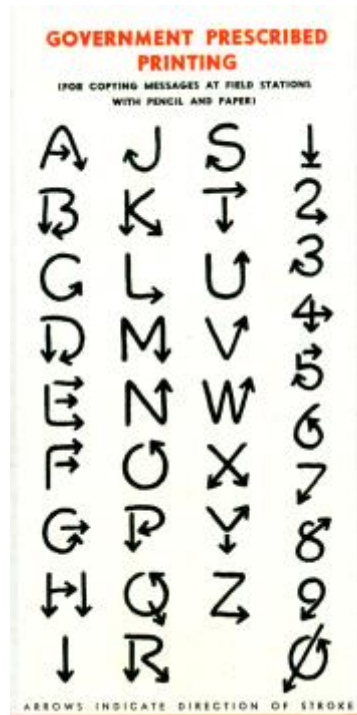 GOVERNMENT PRESCRIBED
PRINTING
(FOR COPYING MESSAGES AT FIELD STATIONS
WITH PENCIL AND PAPER)
A J S 1
B K T 2
C L U 3
D M V 4
E N W 5
F O X 6
G P Y 7
H Q Z 8
I R 9
Ø
ARROWS INDICATE DIRECTION OF STROKE